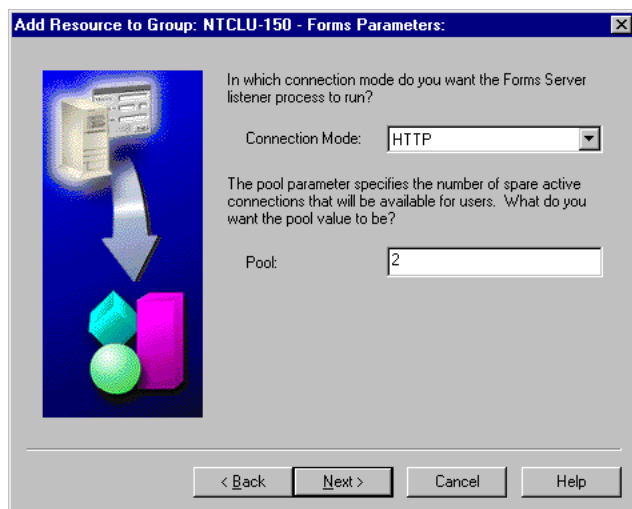 Add Resource to Group: NTCLU-150 - Forms Parameters:
In which connection mode do you want the Forms Server
listener process to run?
Connection Mode: HTTP
The pool parameter specifies the number of spare active
connections that will be available for users. What do you
want the pool value to be?
Pool: 2
< Back Next > Cancel Help